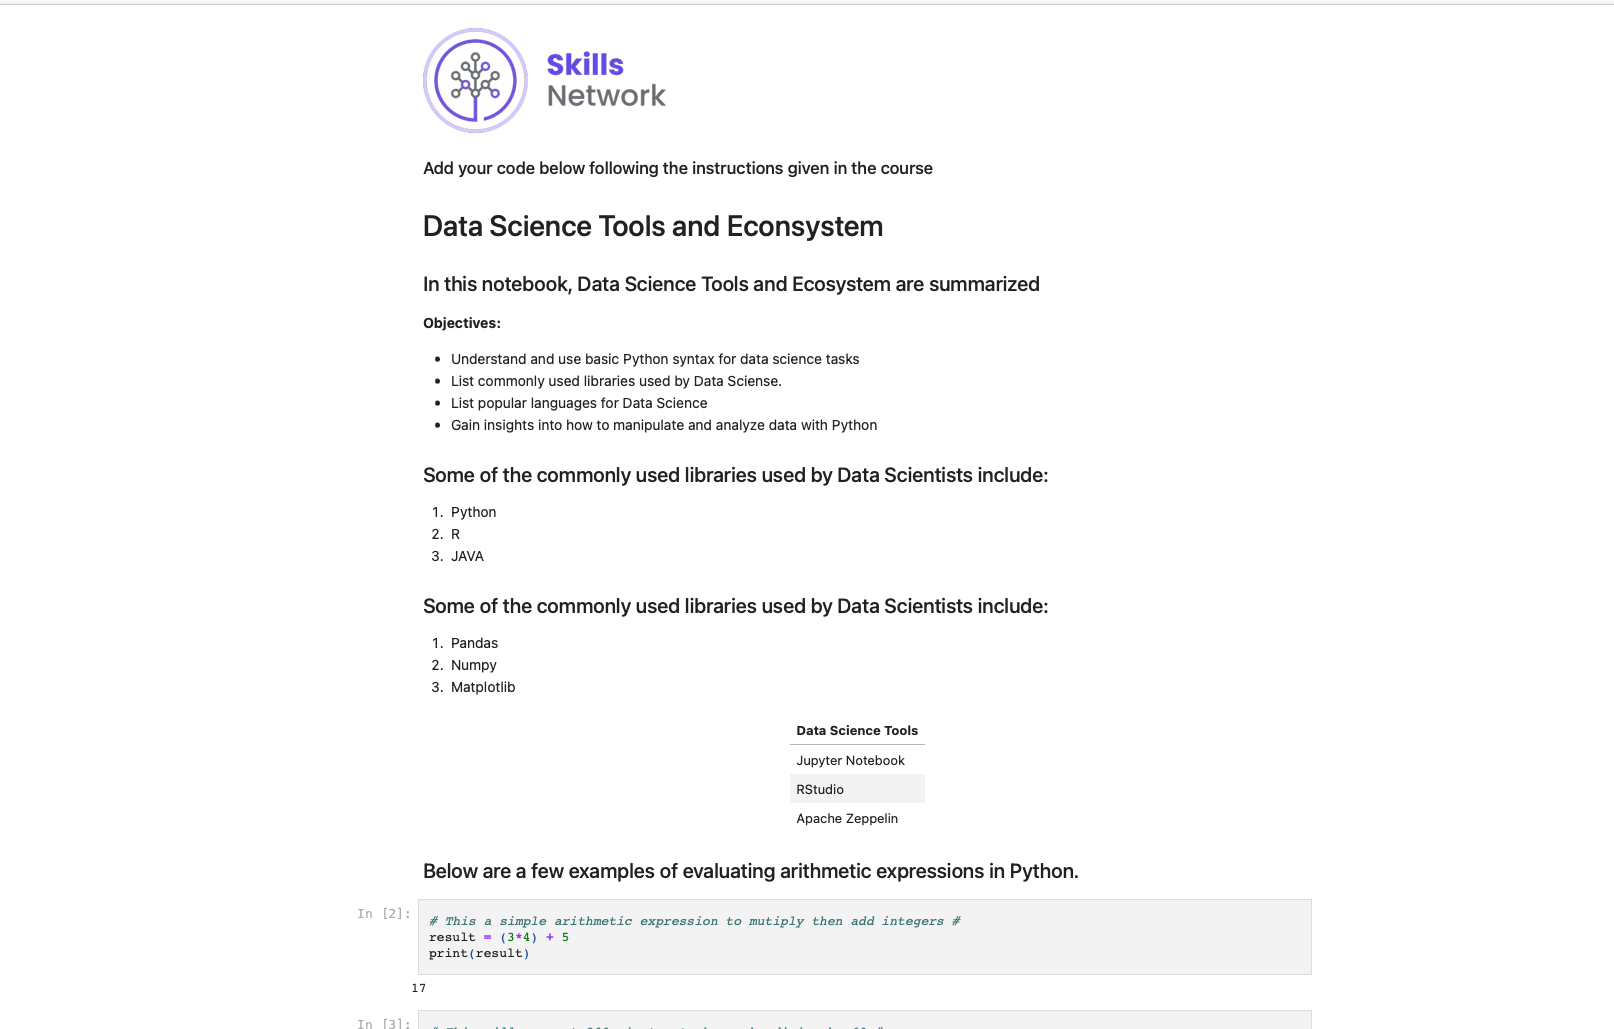 Skills
Network
Add your code below following the instructions given in the course
Data Science Tools and Econsystem
In this notebook, Data Science Tools and Ecosystem are summarized
Objectives:
• Understand and use basic Python syntax for data science tasks
• List commonly used libraries used by Data Sciense.
• List popular languages for Data Science
• Gain insights into how to manipulate and analyze data with Python
Some of the commonly used libraries used by Data Scientists include:
1. Python
2. R
3. JAVA
Some of the commonly used libraries used by Data Scientists include:
1. Pandas
2. Numpy
3. Matplotlib
Data Science Tools
Jupyter Notebook
RStudio
Apache Zeppelin
Below are a few examples of evaluating arithmetic expressions in Python.
In [2]:
# This a simple arithmetic expression to mutiply then add integers #
result = (3*4) + 5
print(result)
17
In [3]: